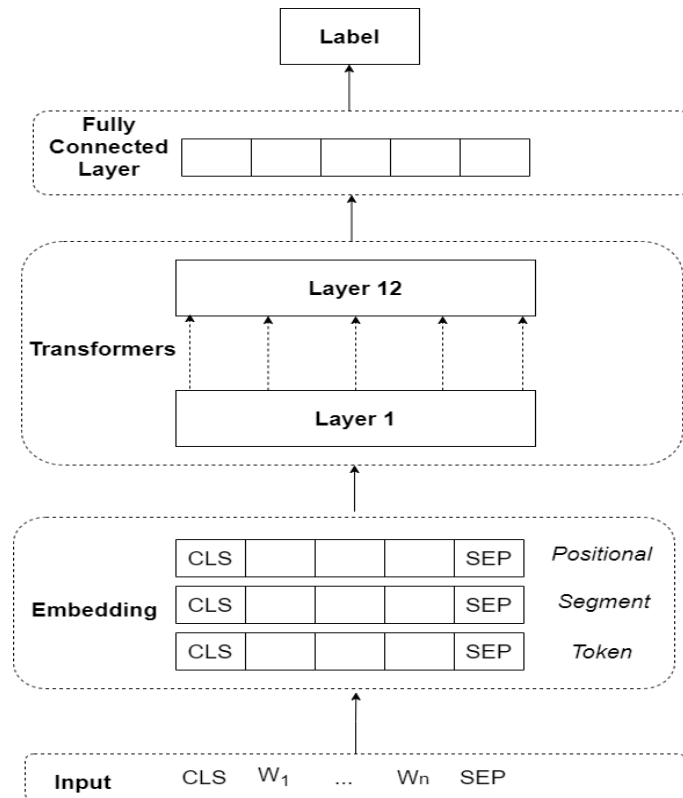 Label
Fully
Connected
Layer
Layer 12
Transformers
Layer 1
CLS SEP Positional
Embedding CLS SEP Segment
CLS SEP Token
Input CLS W1 ... Wn SEP